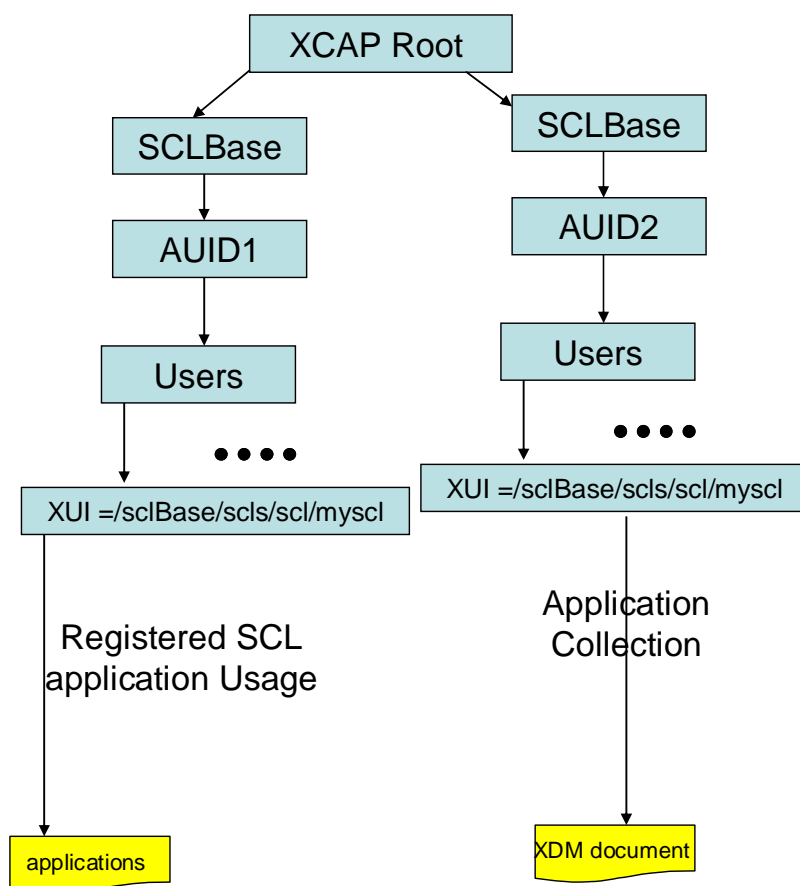 XCAP Root
SCLBase
SCLBase
AUID1
AUID2
Users
Users
XUI =/sclBase/scls/scl/myscl
XUI =/sclBase/scls/scl/myscl
Registered SCL
application Usage
Application
Collection
applications
XDM document